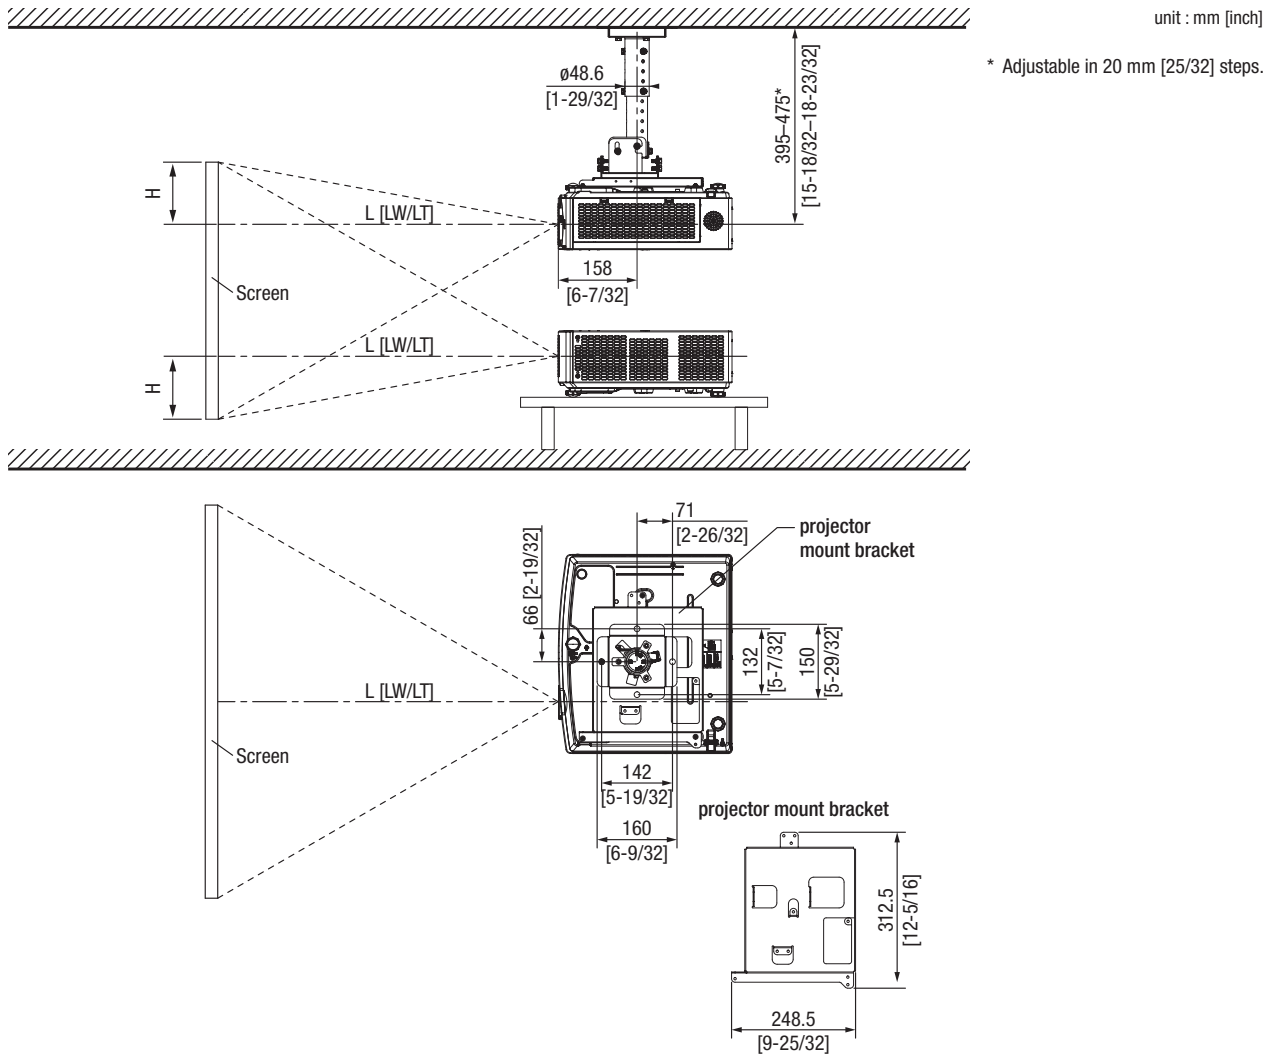 unit : mm [inch]
* Adjustable in 20 mm [25/32] steps.
ø48.6
[1-29/32]
395–475*
[15-18/32–18-23/32]
H
L [LW/LT]
158
[6-7/32]
Screen
L [LW/LT]
H
71
[2-26/32]
projector
mount bracket
66 [2-19/32]
132
[5-7/32]
150
[5-29/32]
L [LW/LT]
Screen
142
[5-19/32]
160
[6-9/32]
projector mount bracket
312.5
[12-5/16]
248.5
[9-25/32]